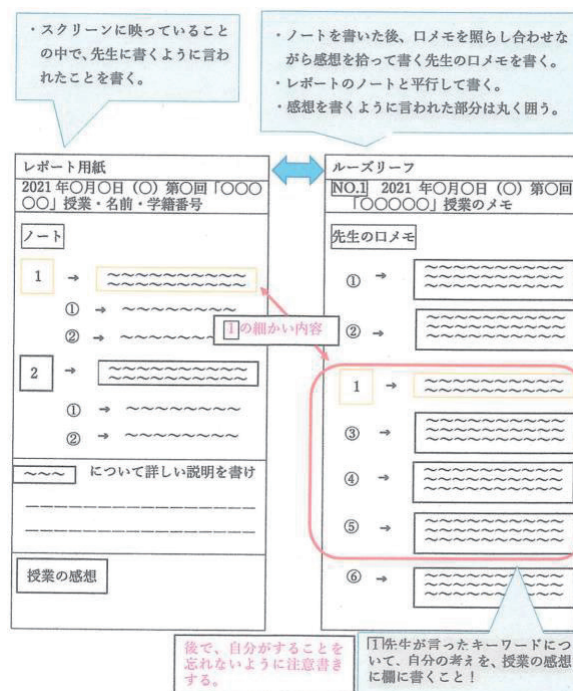 ・スクリーンに映っていること
の中で、先生に書くように言わ
れたことを書く。
・ノートを書いた後、口メモを照らし合わせな
がら感想を拾って書く先生の口メモを書く。
・レポートのノートと平行して書く。
・感想を書くように言われた部分は丸く囲う。
レポート用紙
2021年〇月〇日（〇）第〇回「〇〇〇
〇〇」授業・名前・学籍番号
ノート
1 → 〜〜〜〜〜〜〜〜〜〜
〜〜〜〜〜〜〜〜〜〜
① → 〜〜〜〜〜〜〜〜
② → 〜〜〜〜〜〜
2 → 〜〜〜〜〜〜〜〜〜〜
〜〜〜〜〜〜〜〜〜〜
① → 〜〜〜〜〜〜〜〜
② → 〜〜〜〜〜〜〜〜
〜〜〜 について詳しい説明を書け
授業の感想
1の細かい内容
ルーズリーフ
NO.1 2021年〇月〇日（〇）第〇回
「〇〇〇〇〇」授業のメモ
先生の口メモ
① → 〜〜〜〜〜〜〜〜〜〜
〜〜〜〜〜〜〜〜〜〜
② → 〜〜〜〜〜〜〜〜〜〜
〜〜〜〜〜〜〜〜〜〜
1 → 〜〜〜〜〜〜〜〜〜〜
〜〜〜〜〜〜〜〜〜〜
③ → 〜〜〜〜〜〜〜〜〜〜
〜〜〜〜〜〜〜〜〜〜
④ → 〜〜〜〜〜〜〜〜〜〜
〜〜〜〜〜〜〜〜〜〜
⑤ → 〜〜〜〜〜〜〜〜〜〜
〜〜〜〜〜〜〜〜〜〜
⑥ → 〜〜〜〜〜〜〜〜〜〜
〜〜〜〜〜〜〜〜〜〜
後で、自分がすることを
忘れないように注意書き
する。
1先生が言ったキーワードにつ
いて、自分の考えを、授業の感想
に欄に書くこと！